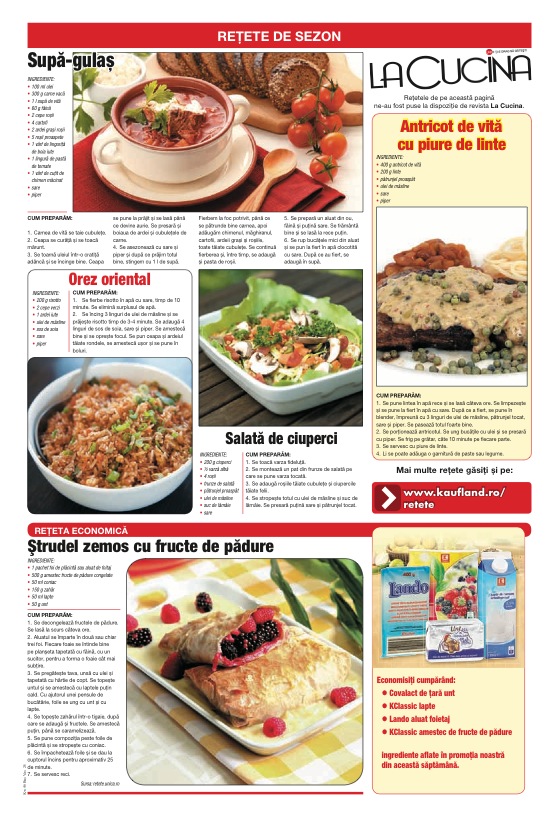 REȚETE DE SEZON
Supă-gulaș
INGREDIENTE:
• 100 ml ulei
• 300 g carne vacă
• 1 l supă de vită
• 60 g făină
• 2 cepe roșii
• 4 cartofi
• 2 ardei grași roșii
• 5 roșii proaspete
• 1 vf de lingură
de boia iute
• 1 lingură de pastă
de tomate
• 1 vf de cuțit de
chimen măcinat
• sare
• piper
CUM PREPARĂM:
1. Carnea de vită se taie cubulețe.
2. Ceapa se curăță și se toacă
mărunt.
3. Se toarnă uleiul într-o cratiță
adâncă și se încinge bine. Ceapa
se pune la prăjit și se lasă până
ce devine aurie. Se presară și
boiaua de ardei și cubulețele de
carne.
4. Se asezonează cu sare și
piper și după se prăjim totul
bine, stingem cu 1 l de supă.
Fierbem la foc potrivit, până ce
se pătrunde bine carnea, apoi
adăugăm chimenul, măghiranul,
cartofii, ardeii grași și roșiile,
toate tăiate cubulețe. Se continuă
fierberea și, între timp, se adaugă
și pasta de roșii.
5. Se prepară un aluat din ou,
făină și puțină sare. Se frământă
bine și se lasă la rece puțin.
6. Se rup bucățele mici din aluat
și se pun la fiert în apă clocotită
cu sare. După ce au fiert, se
adaugă în supă.
LA CUCINA
Rețetele de pe această pagină
ne-au fost puse la dispoziție de revista La Cucina.
Antricot de vită
cu piure de linte
INGREDIENTE:
• 400 g antricot de vită
• 200 g linte
• pătrunjel proaspăt
• ulei de măsline
• sare
• piper
CUM PREPARĂM:
1. Se pune lintea în apă rece și se lasă câteva ore. Se limpezește
și se pune la fiert în apă cu sare. După ce a fiert, se pune în
blender, împreună cu 3 linguri de ulei de măsline, pătrunjel tocat,
sare și piper. Se pasează totul foarte bine.
2. Se porționează antricotul. Se ung bucățile cu ulei și se presară
cu piper. Se frig pe grătar, câte 10 minute pe fiecare parte.
3. Se servesc cu piure de linte.
4. Li se poate adăuga o garnitură de paste sau legume.
Mai multe rețete găsiți și pe:
www.kaufland.ro/
retete
Orez oriental
INGREDIENTE:
• 200 g risotto
• 2 cepe verzi
• 1 ardei iute
• ulei de măsline
• sos de soia
• sare
• piper
CUM PREPARĂM:
1. Se fierbe risotto în apă cu sare, timp de 10
minute. Se elimină surplusul de apă.
2. Se încing 3 linguri de ulei de măsline și se
prăjește risotto timp de 3-4 minute. Se adaugă 4
linguri de sos de soia, sare și piper. Se amestecă
bine și se oprește focul. Se pun ceapa și ardeiul
tăiate rondele, se amestecă ușor și se pune în
boluri.
Salată de ciuperci
INGREDIENTE:
• 200 g ciuperci
• ½ varză albă
• 4 roșii
• frunze de salată
• pătrunjel proaspăt
• ulei de măsline
• suc de lămâie
• sare
CUM PREPARĂM:
1. Se toacă varza fideluță.
2. Se montează un pat din frunze de salată pe
care se pune varza tocată.
3. Se adaugă roșiile tăiate cubulețe și ciupercile
tăiate felii.
4. Se stropește totul cu ulei de măsline și suc de
lămâie. Se presară puțină sare și pătrunjel tocat.
REȚETA ECONOMICĂ
Ștrudel zemos cu fructe de pădure
INGREDIENTE:
• 1 pachet foi de plăcintă sau aluat de foitaj
• 500 g amestec fructe de pădure congelate
• 50 ml coniac
• 150 g zahăr
• 50 ml lapte
• 50 g unt
CUM PREPARĂM:
1. Se decongelează fructele de pădure.
Se lasă la scurs câteva ore.
2. Aluatul se împarte în două sau chiar
trei foi. Fiecare foaie se întinde bine
pe planșeta tapetată cu făină, cu un
sucitor, pentru a forma o foaie cât mai
subțire.
3. Se pregătește tava, unsă cu ulei și
tapetată cu hârtie de copt. Se topește
untul și se amestecă cu laptele puțin
cald. Cu ajutorul unei pensule de
bucătărie, foile se ung cu unt și cu
lapte.
4. Se topește zahărul într-o tigaie, după
care se adaugă și fructele. Se amestecă
puțin, până se caramelizează.
5. Se pune compoziția peste foile de
plăcintă și se stropește cu coniac.
6. Se împachetează foile și se dau la
cuptorul încins pentru aproximativ 25
de minute.
7. Se servesc reci.
Sursa: retete.unica.ro
Lando
Unt
Economisiți cumpărând:
● Covalact de țară unt
● KClassic lapte
● Lando aluat foietaj
● KClassic amestec de fructe de pădure
ingrediente aflate în promoția noastră
din această săptămână.